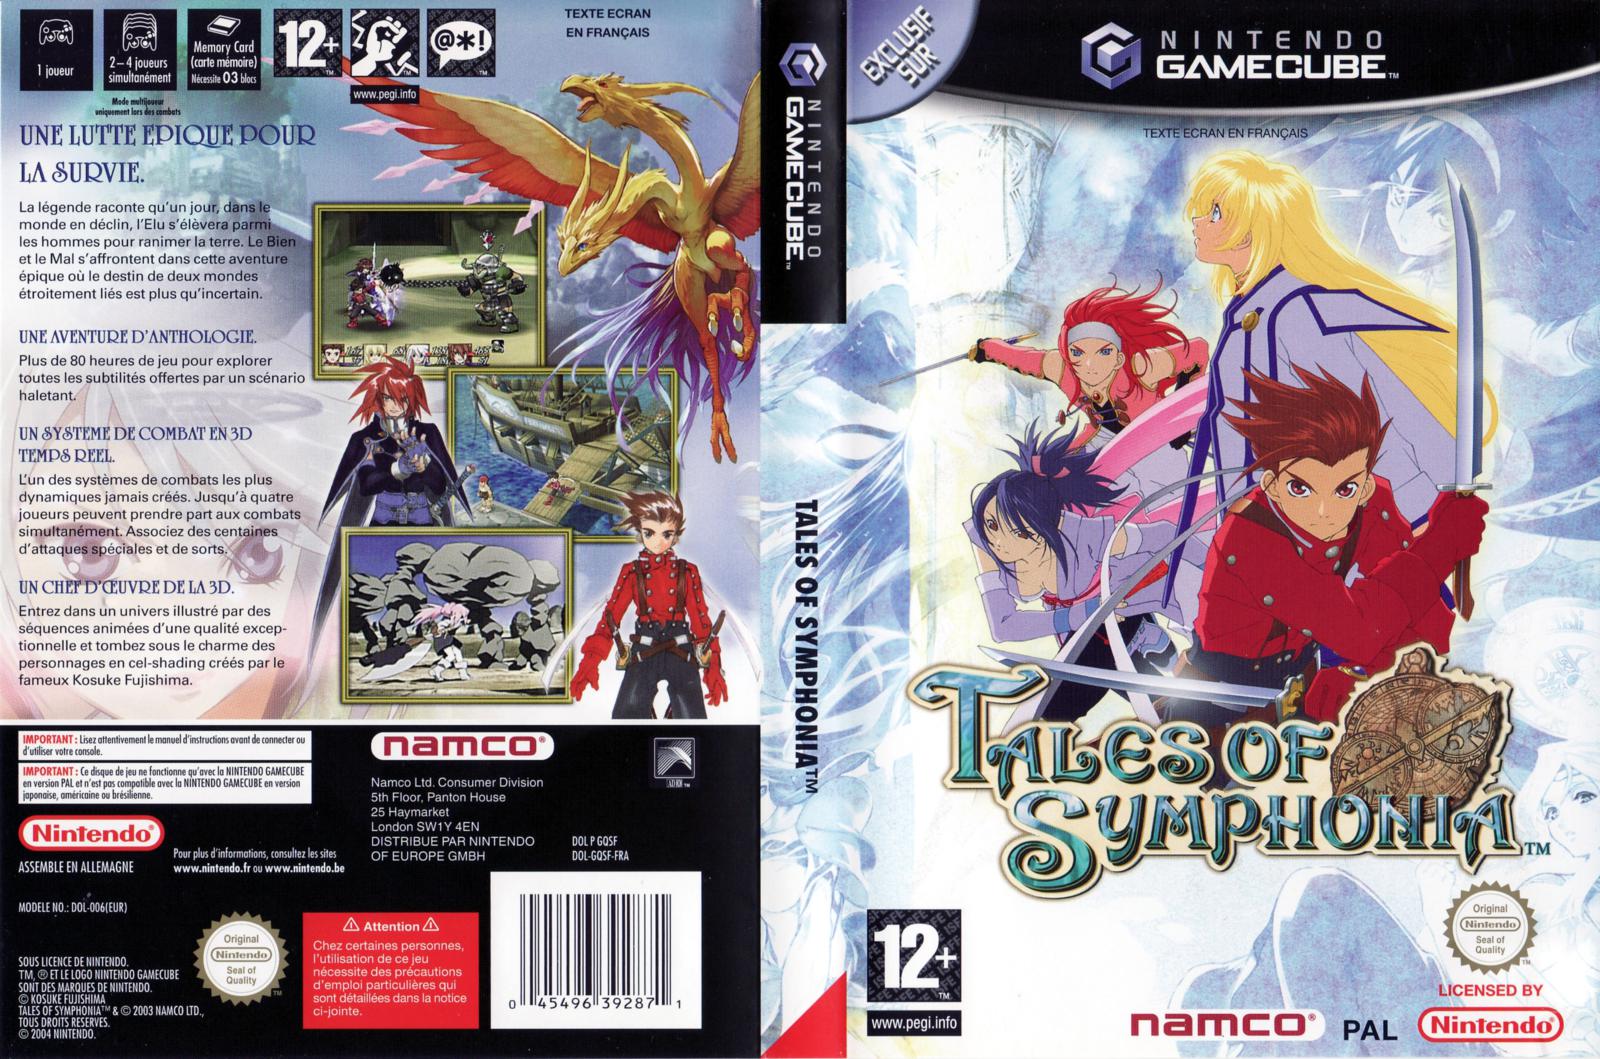 1 joueur
2–4 joueurs
simultanément
Memory Card
(carte mémoire)
Nécessite 03 blocs
Mode multijoueur
uniquement lors des combats
12+™
@*!
™
www.pegi.info
TEXTE ECRAN
EN FRANÇAIS
UNE LUTTE EPIQUE POUR
LA SURVIE.
La légende raconte qu'un jour, dans le
monde en déclin, l'Elu s'élèvera parmi
les hommes pour ranimer la terre. Le Bien
et le Mal s'affrontent dans cette aventure
épique où le destin de deux mondes
étroitement liés est plus qu'incertain.
UNE AVENTURE D'ANTHOLOGIE.
Plus de 80 heures de jeu pour explorer
toutes les subtilités offertes par un scénario
haletant.
UN SYSTEME DE COMBAT EN 3D
TEMPS REEL.
L'un des systèmes de combats les plus
dynamiques jamais créés. Jusqu'à quatre
joueurs peuvent prendre part aux combats
simultanément. Associez des centaines
d'attaques spéciales et de sorts.
UN CHEF D'ŒUVRE DE LA 3D.
Entrez dans un univers illustré par des
séquences animées d'une qualité excep-
tionnelle et tombez sous le charme des
personnages en cel-shading créés par le
fameux Kosuke Fujishima.
IMPORTANT : Lisez attentivement le manuel d'instructions avant de connecter ou
d'utiliser votre console.
IMPORTANT : Ce disque de jeu ne fonctionne qu'avec la NINTENDO GAMECUBE
en version PAL et n'est pas compatible avec la NINTENDO GAMECUBE en version
japonaise, américaine ou brésilienne.
Nintendo®
ASSEMBLE EN ALLEMAGNE
Pour plus d'informations, consultez les sites
www.nintendo.fr ou www.nintendo.be
MODELE NO.: DOL-006(EUR)
SOUS LICENCE DE NINTENDO.
TM, ® ET LE LOGO NINTENDO GAMECUBE
SONT DES MARQUES DE NINTENDO.
© KOSUKE FUJISHIMA
TALES OF SYMPHONIA™ & © 2003 NAMCO LTD.,
TOUS DROITS RESERVES.
© 2004 NINTENDO.
Original
Nintendo
Seal of
Quality
™
namco®
Namco Ltd. Consumer Division
5th Floor, Panton House
25 Haymarket
London SW1Y 4EN
DISTRIBUE PAR NINTENDO
OF EUROPE GMBH
DOL P GQSF
DOL-GQSF-FRA
Attention
Chez certaines personnes,
l'utilisation de ce jeu
nécessite des précautions
d'emploi particulières qui
sont détaillées dans la notice
ci-jointe.
0 45496 39287 1
NINTENDO
GAMECUBE™
TALES OF SYMPHONIA™
EXCLUSIF
SUR
NINTENDO
GAMECUBE™
TEXTE ECRAN EN FRANÇAIS
TALES OF
SYMPHONIA™
12+™
www.pegi.info
Original
Nintendo
Seal of
Quality
™
LICENSED BY
namco®
PAL
Nintendo®